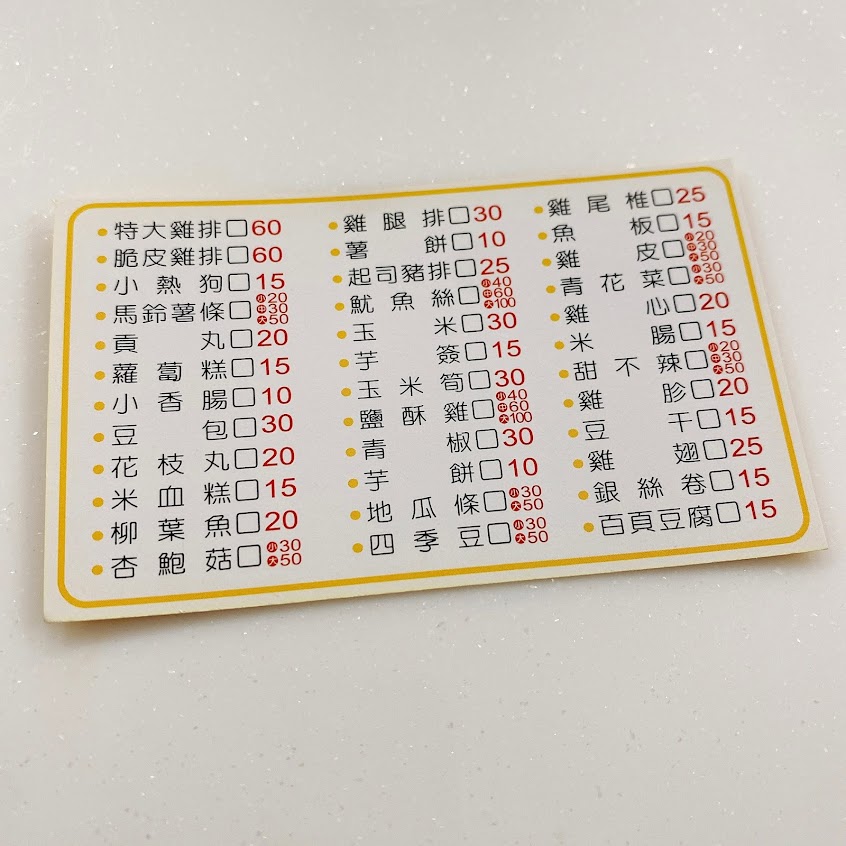 特大雞排□60
脆皮雞排□60
小熱狗□15
馬鈴薯條□小20中30大50
貢丸□20
蘿蔔糕□15
小香腸□10
豆包□30
花枝丸□20
米血糕□15
柳葉魚□20
杏鮑菇□小30大50
雞腿排□30
薯餅□10
起司豬排□25
魷魚絲□小40中60大100
玉米□30
芋簽□15
玉米筍□30
鹽酥雞□小40中60大100
青椒□30
芋餅□10
地瓜條□小30大50
四季豆□小30大50
雞尾椎□25
魚板□15
雞皮□小20中30大50
青花菜□小30大50
雞心□20
米腸□15
甜不辣□小20中30大50
雞胗□20
豆干□15
雞翅□25
銀絲卷□15
百頁豆腐□15